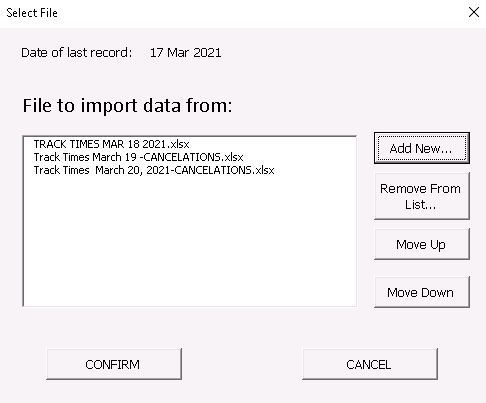 Select File
Date of last record: 17 Mar 2021
File to import data from:
TRACK TIMES MAR 18 2021.xlsx
Track Times March 19 -CANCELATIONS.xlsx
Track Times  March 20, 2021-CANCELATIONS.xlsx
Add New...
Remove From
List...
Move Up
Move Down
CONFIRM
CANCEL